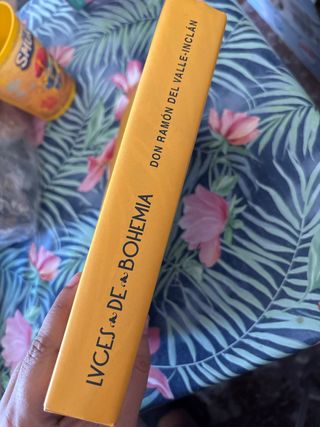 LVCES DE BOHEMIA
DON RAMÓN DEL VALLE-INCLÁN